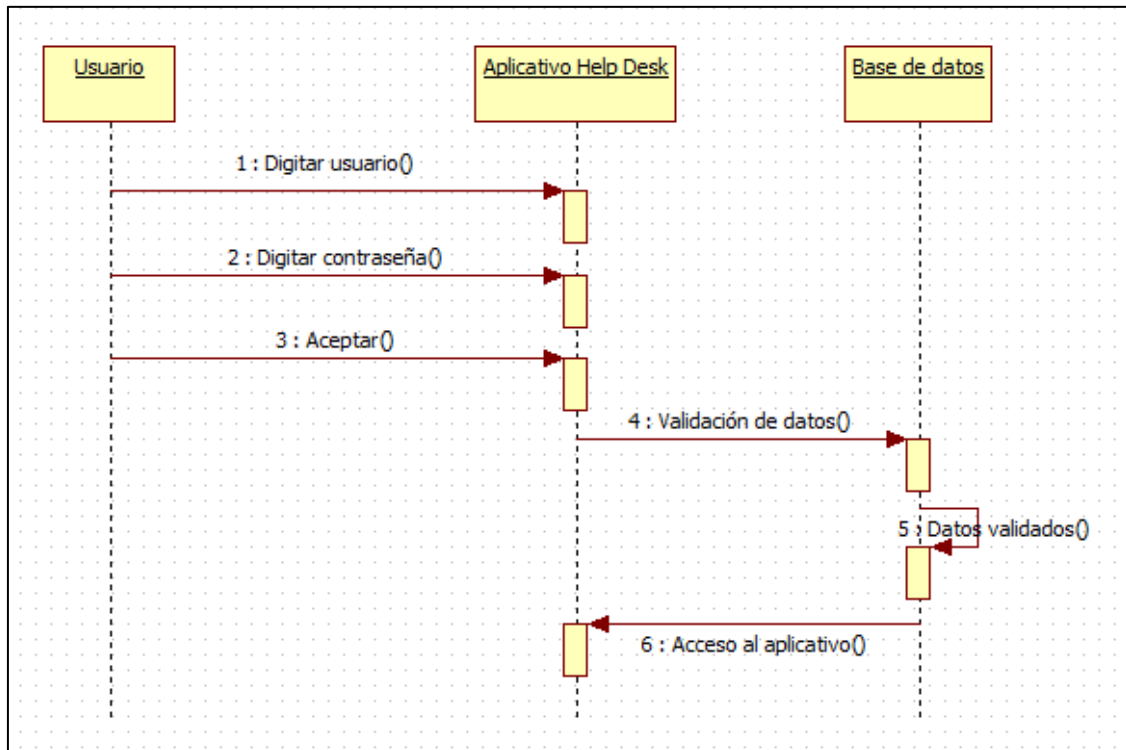 Usuario
Aplicativo Help Desk
Base de datos
1 : Digitar usuario()
2 : Digitar contraseña()
3 : Aceptar()
4 : Validación de datos()
5 : Datos validados()
6 : Acceso al aplicativo()